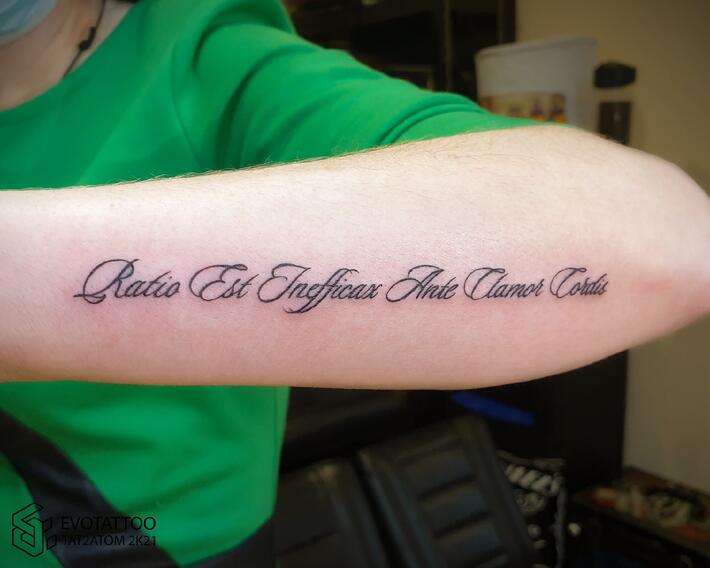 Ratio Est Inefficax Ante Clamor Cordis
EVOTATTOO
TAT2ATOM 2K21